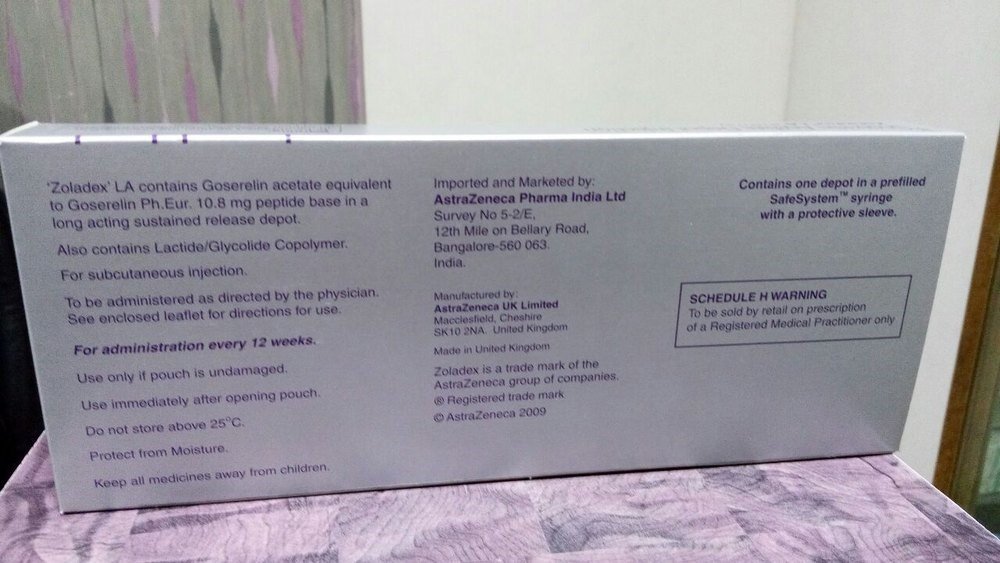 'Zoladex' LA contains Goserelin acetate equivalent
to Goserelin Ph.Eur. 10.8 mg peptide base in a
long acting sustained release depot.
Also contains Lactide/Glycolide Copolymer.
For subcutaneous injection.
To be administered as directed by the physician.
See enclosed leaflet for directions for use.
For administration every 12 weeks.
Use only if pouch is undamaged.
Use immediately after opening pouch.
Do not store above 25°C.
Protect from Moisture.
Keep all medicines away from children.
Imported and Marketed by:
AstraZeneca Pharma India Ltd
Survey No 5-2/E,
12th Mile on Bellary Road,
Bangalore-560 063.
India.
Manufactured by:
AstraZeneca UK Limited
Macclesfield, Cheshire
SK10 2NA. United Kingdom
Made in United Kingdom
Zoladex is a trade mark of the
AstraZeneca group of companies.
® Registered trade mark
© AstraZeneca 2009
Contains one depot in a prefilled
SafeSystem™ syringe
with a protective sleeve.
SCHEDULE H WARNING
To be sold by retail on prescription
of a Registered Medical Practitioner only